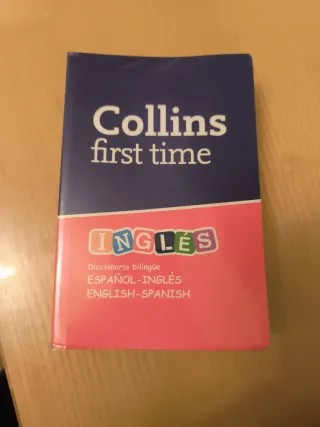 Collins
first time
INGLÉS
Diccionario bilingüe
ESPAÑOL-INGLÉS
ENGLISH-SPANISH